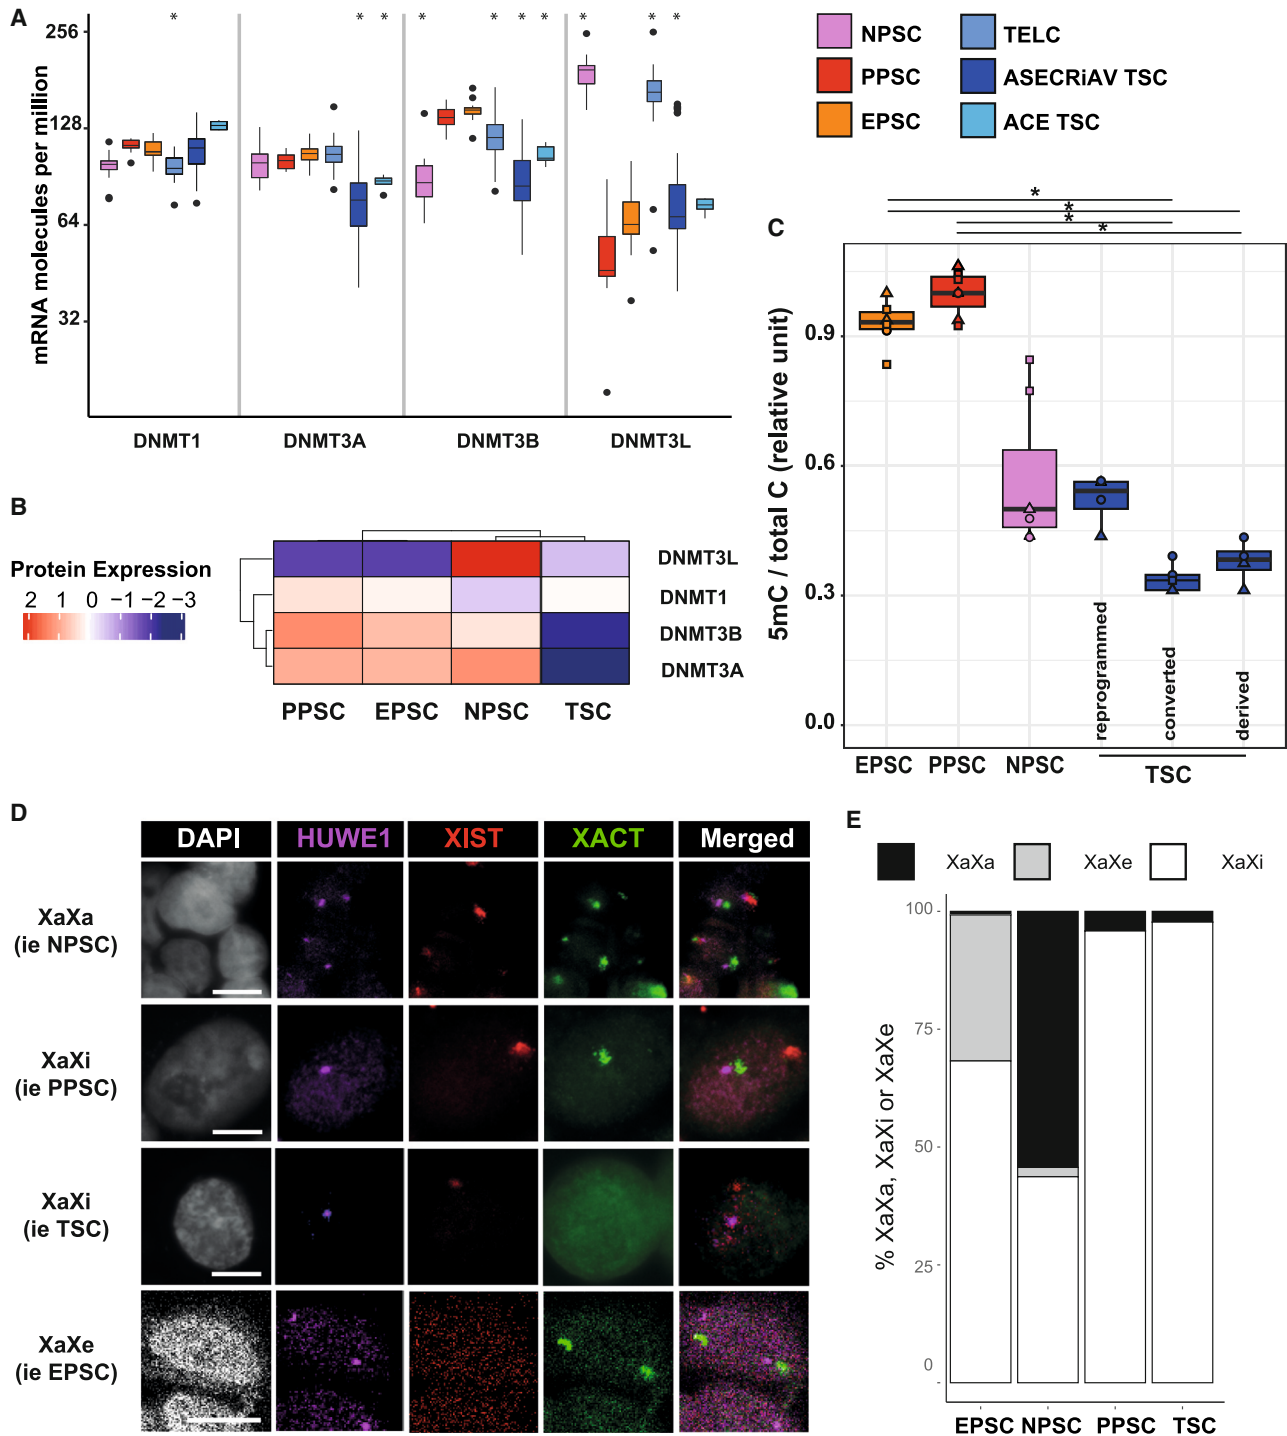 A
256
128
64
32
mRNA molecules per million
* * * * * * * * * *
DNMT1 DNMT3A DNMT3B DNMT3L
NPSC
PPSC
EPSC
TELC
ASECRiAV TSC
ACE TSC
B
Protein Expression
2 1 0 −1 −2 −3
DNMT3L
DNMT1
DNMT3B
DNMT3A
PPSC EPSC NPSC TSC
C
*
*
*
*
5mC / total C (relative unit)
0.9
0.6
0.3
0.0
reprogrammed
converted
derived
EPSC PPSC NPSC
TSC
D
DAPI HUWE1 XIST XACT Merged
XaXa
(ie NPSC)
XaXi
(ie PPSC)
XaXi
(ie TSC)
XaXe
(ie EPSC)
E
XaXa XaXe XaXi
% XaXa, XaXi or XaXe
100
75
50
25
0
EPSC NPSC PPSC TSC